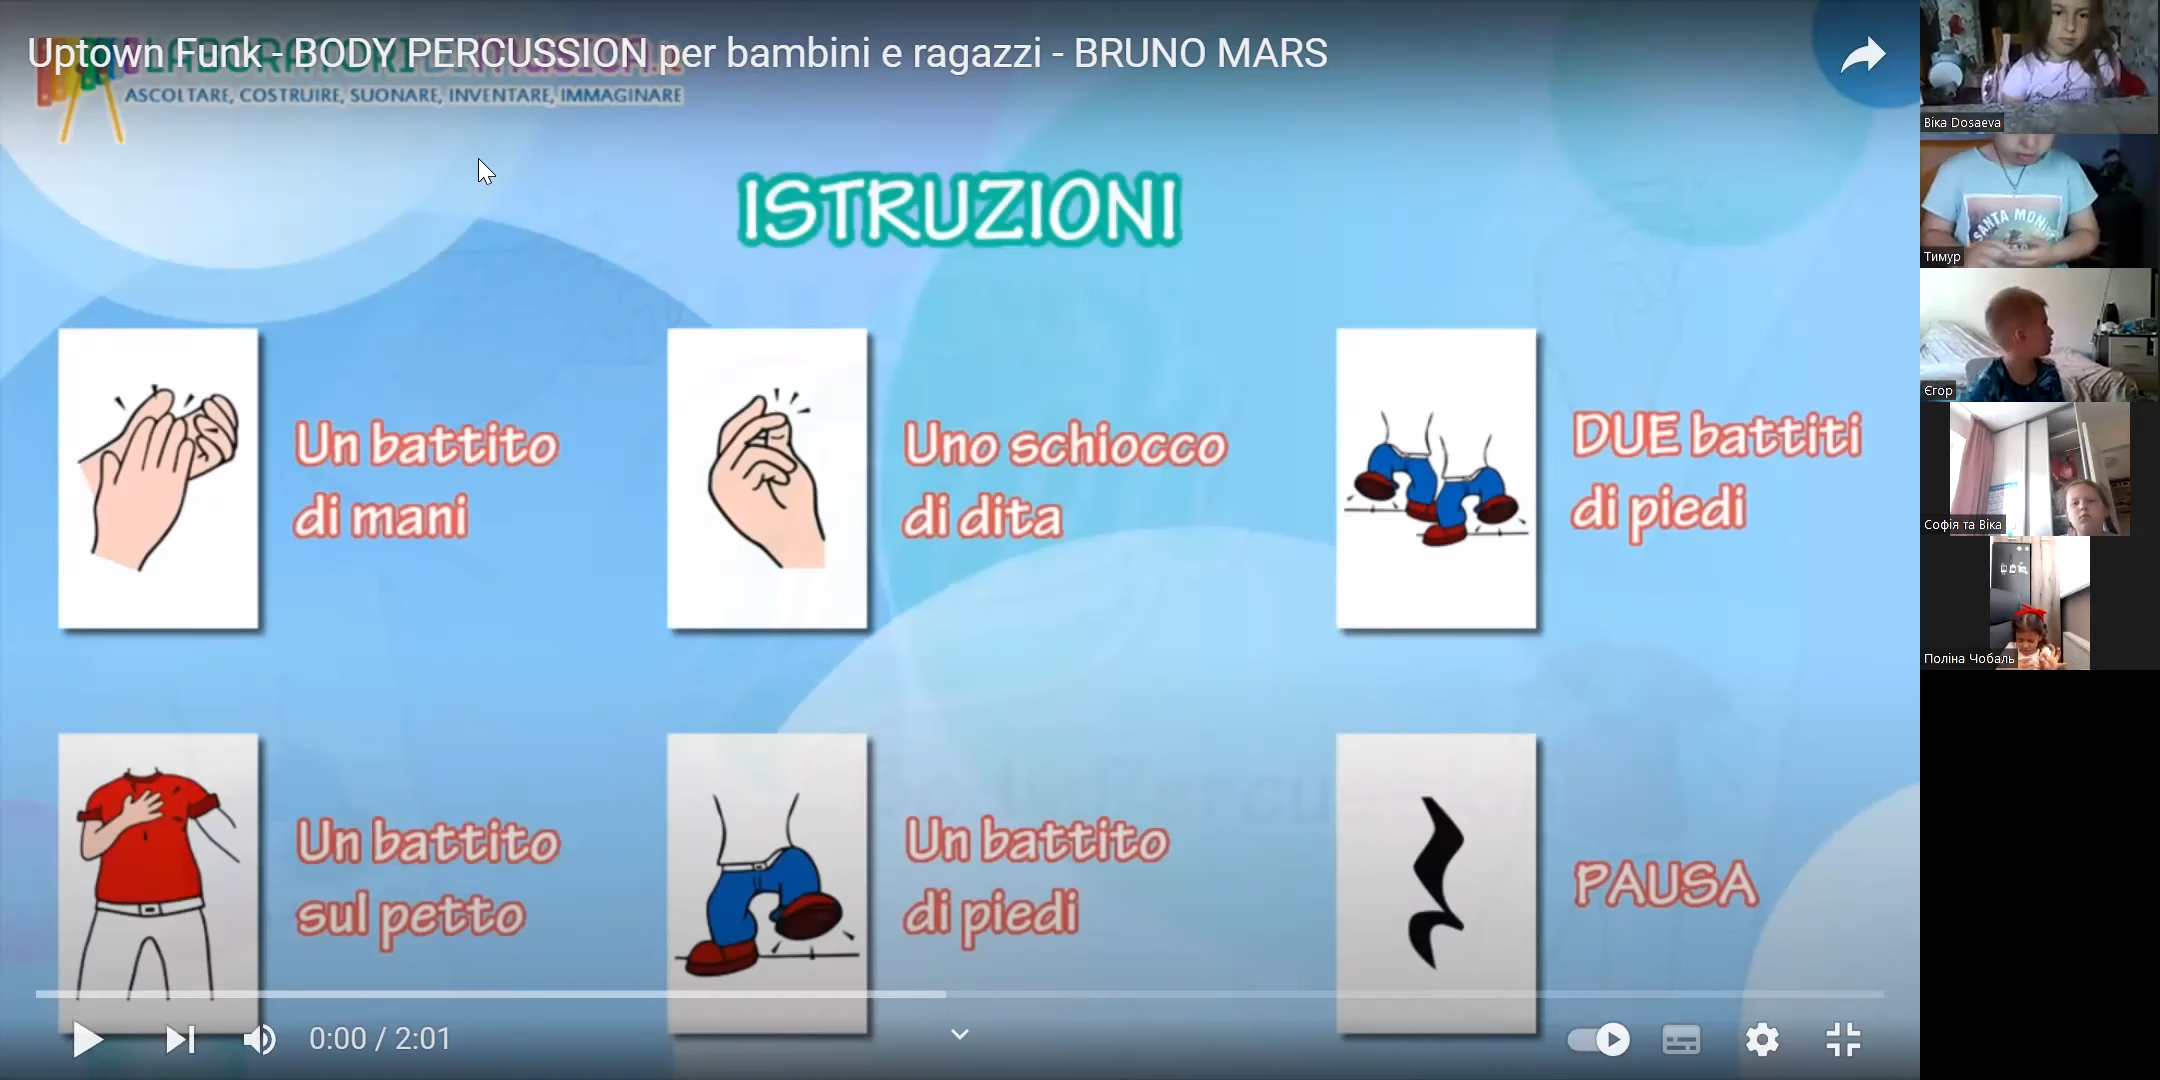 Uptown Funk - BODY PERCUSSION per bambini e ragazzi - BRUNO MARS
ASCOLTARE, COSTRUIRE, SUONARE, INVENTARE, IMMAGINARE
ISTRUZIONI
Un battito
di mani
Uno schiocco
di dita
DUE battiti
di piedi
Un battito
sul petto
Un battito
di piedi
PAUSA
0:00 / 2:01
Віка Dosaeva
SANTA MONI
Тимур
Єгор
Софія та Віка
Поліна Чобаль